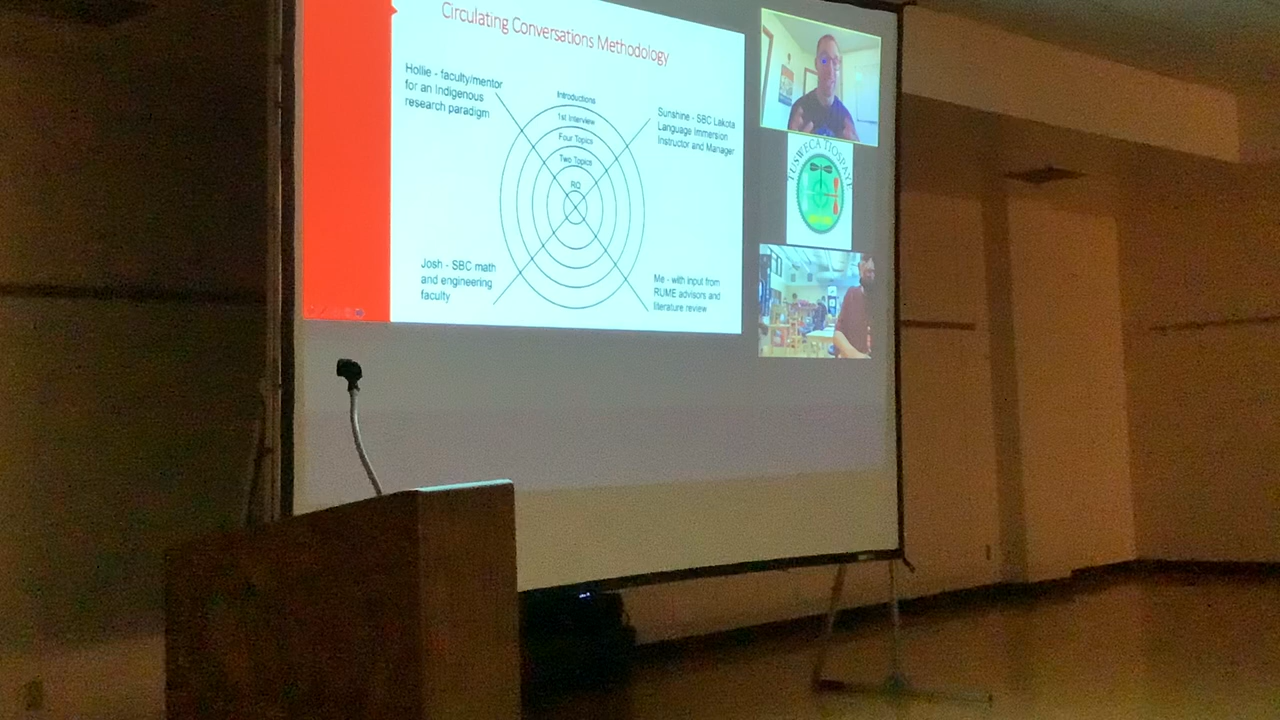 Circulating Conversations Methodology
Hollie - faculty/mentor
for an Indigenous
research paradigm
Introductions
1st Interview
Four Topics
Two Topics
RQ
Sunshine - SBC Lakota
Language Immersion
Instructor and Manager
Josh - SBC math
and engineering
faculty
Me - with input from
RUME advisors and
literature review
TUSWECA TIOSPAYE